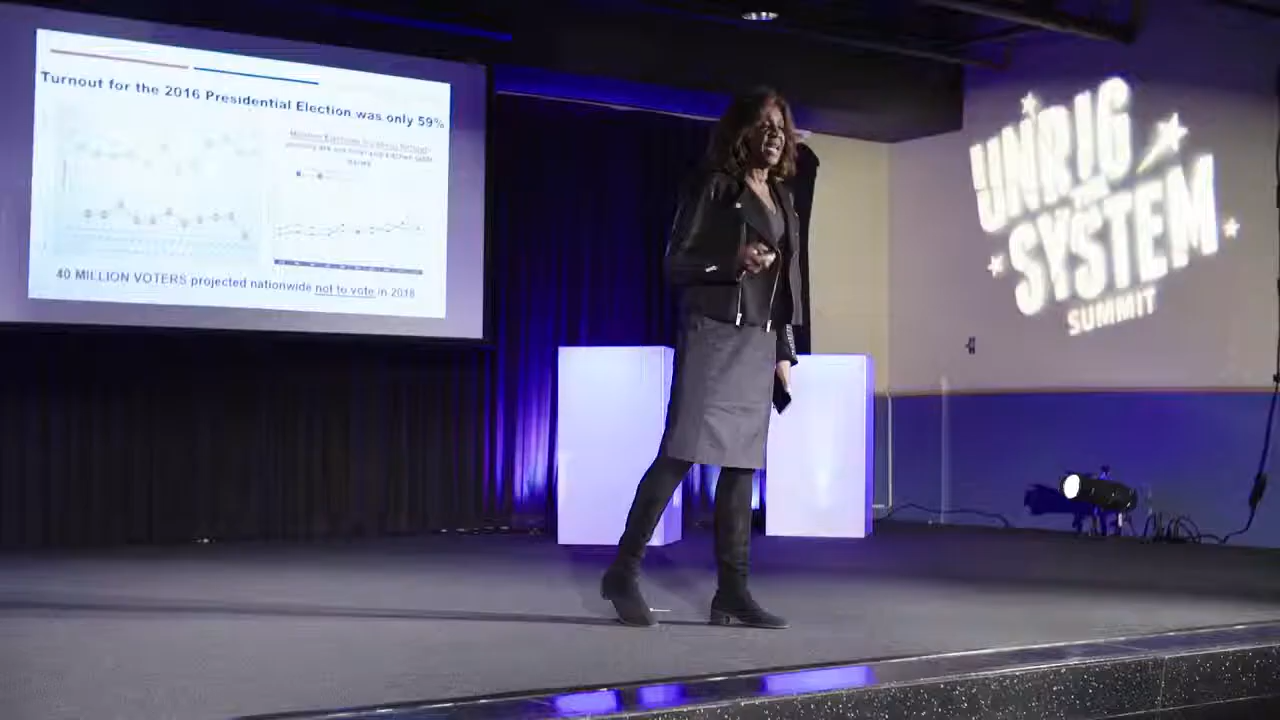 Turnout for the 2016 Presidential Election was only 59%
40 MILLION VOTERS projected nationwide not to vote in 2018
UNRIG
SYSTEM
SUMMIT